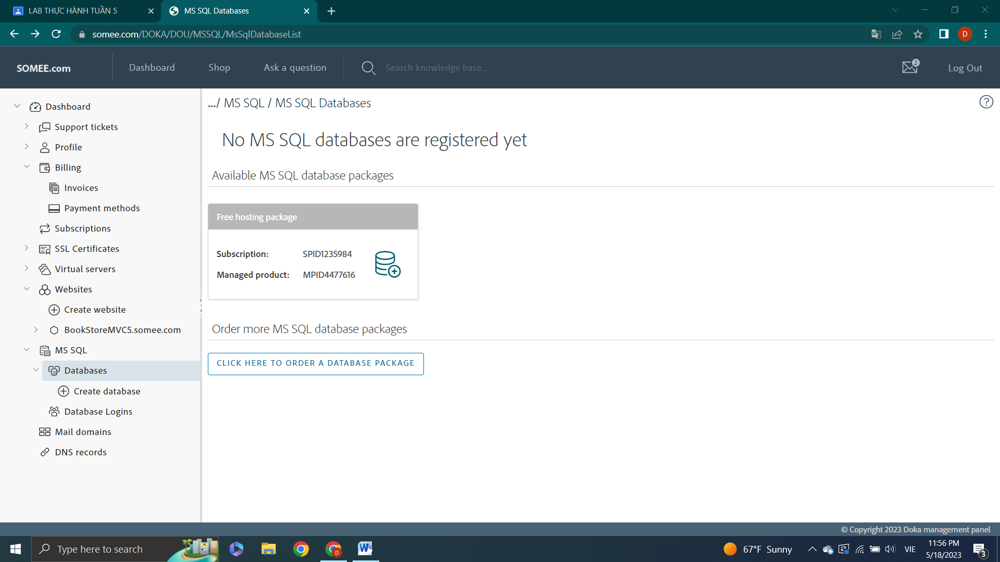 LAB THỰC HÀNH TUẦN 5
MS SQL Databases
somee.com/DOKA/DOU/MSSQL/MsSqlDatabaseList
D
SOMEE.com
Dashboard
Shop
Ask a question
Search knowledge base...
2
Log Out
Dashboard
Support tickets
Profile
Billing
Invoices
Payment methods
Subscriptions
SSL Certificates
Virtual servers
Websites
Create website
BookStoreMVC5.somee.com
MS SQL
Databases
Create database
Database Logins
Mail domains
DNS records
.../ MS SQL / MS SQL Databases
?
No MS SQL databases are registered yet
Available MS SQL database packages
Free hosting package
Subscription: SPID1235984
Managed product: MPID4477616
Order more MS SQL database packages
CLICK HERE TO ORDER A DATABASE PACKAGE
© Copyright 2023 Doka management panel
Type here to search
D
W
67°F Sunny
VIE
11:56 PM
5/18/2023
3